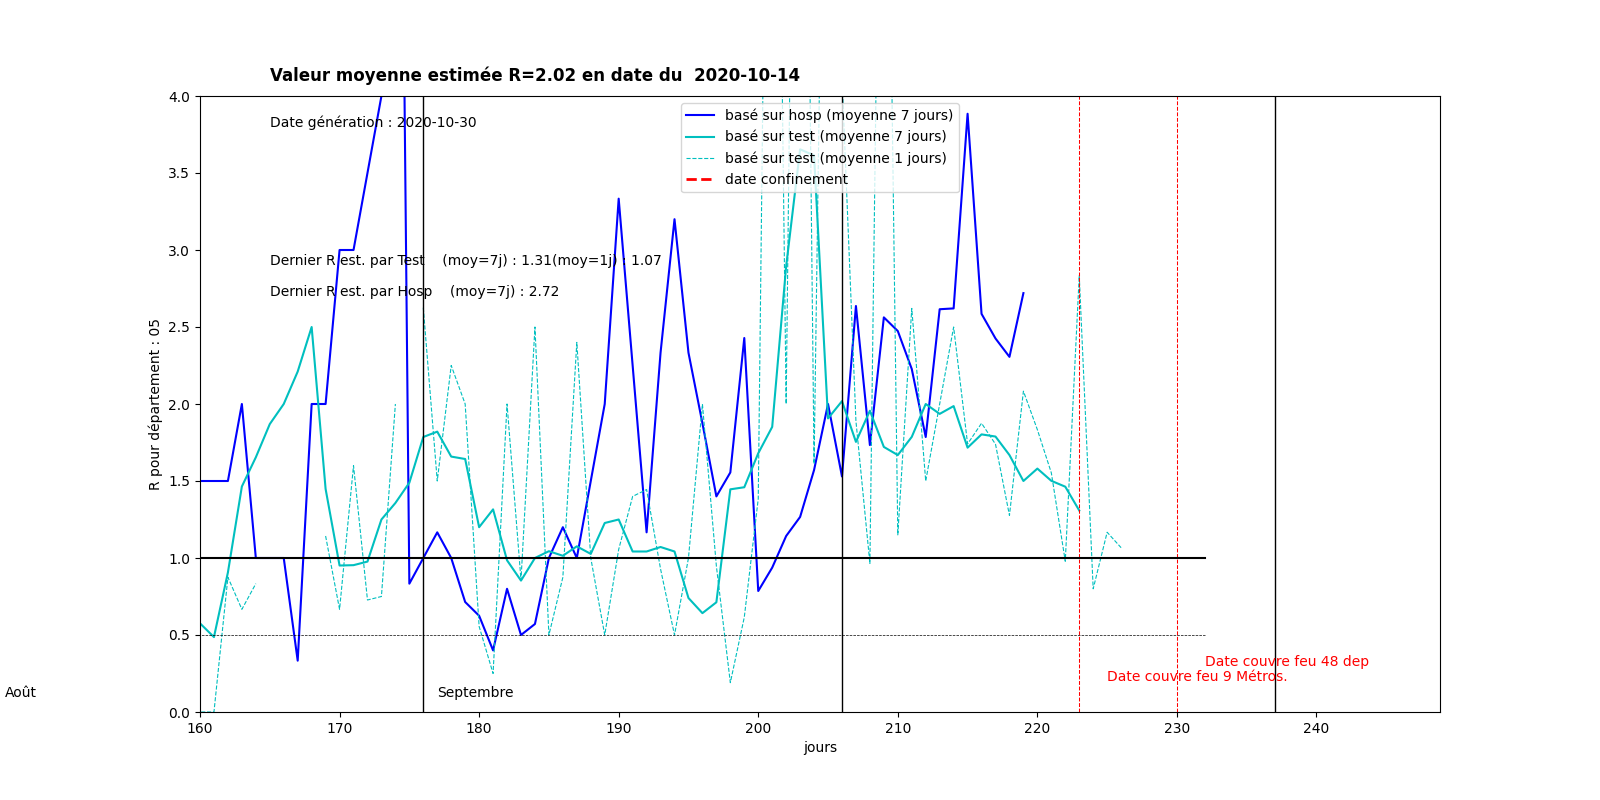 Valeur moyenne estimée R=2.02 en date du  2020-10-14
Date génération : 2020-10-30
basé sur hosp (moyenne 7 jours)
basé sur test (moyenne 7 jours)
basé sur test (moyenne 1 jours)
date confinement
Dernier R est. par Test    (moy=7j) : 1.31(moy=1j) : 1.07
Dernier R est. par Hosp    (moy=7j) : 2.72
R pour département : 05
4.0
3.5
3.0
2.5
2.0
1.5
1.0
0.5
0.0
Date couvre feu 48 dep
Date couvre feu 9 Métros.
Août
Septembre
160 170 180 190 200 210 220 230 240
jours